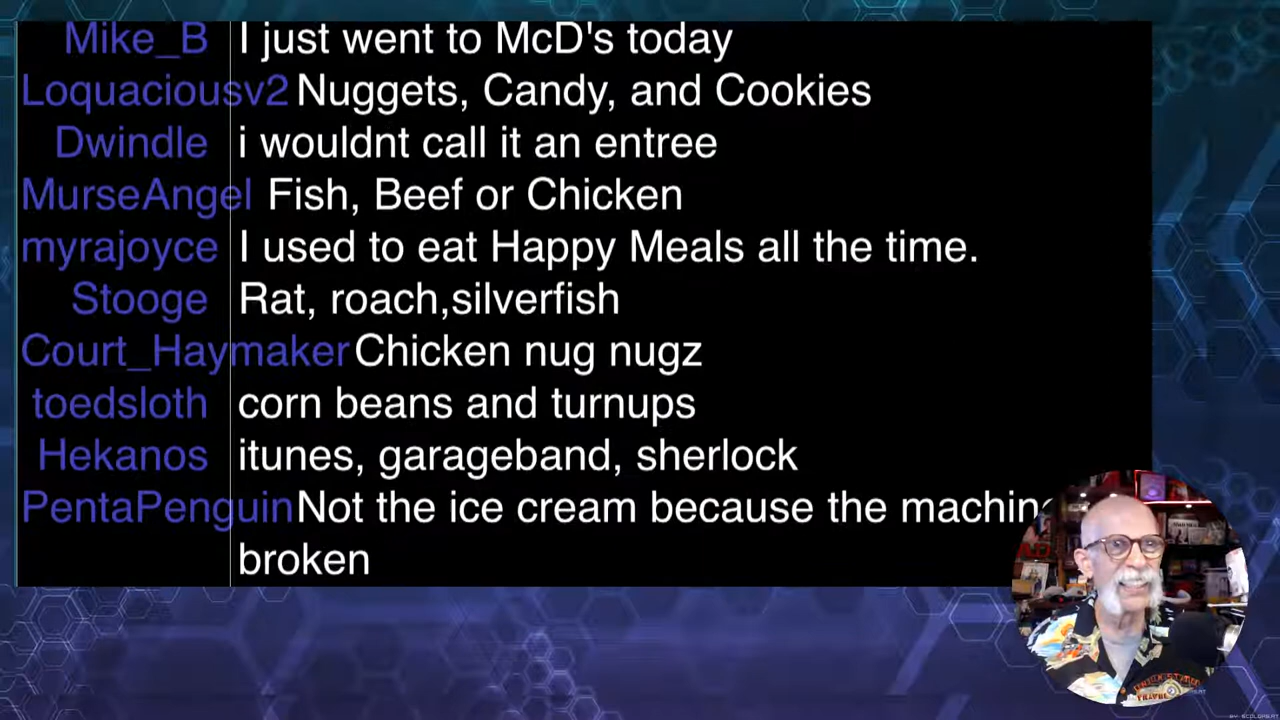 Mike_B I just went to McD's today
Loquaciousv2 Nuggets, Candy, and Cookies
Dwindle i wouldnt call it an entree
MurseAngel Fish, Beef or Chicken
myrajoyce I used to eat Happy Meals all the time.
Stooge Rat, roach,silverfish
Court_Haymaker Chicken nug nugz
toedsloth corn beans and turnups
Hekanos itunes, garageband, sherlock
PentaPenguin Not the ice cream because the machin
broken